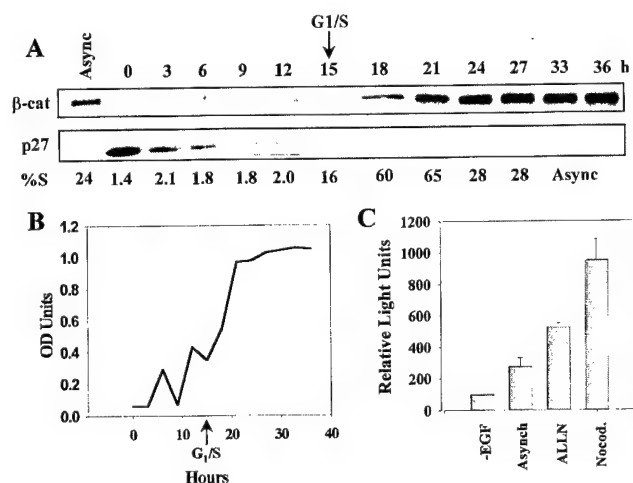 G1/S
A
Async 0 3 6 9 12 15 18 21 24 27 33 36 h
β-cat
p27
%S 24 1.4 2.1 1.8 1.8 2.0 16 60 65 28 28 Async
B
OD Units
1.2
1.0
0.8
0.6
0.4
0.2
0.0
0 10 20 30 40
G1/S
Hours
C
Relative Light Units
1200
1000
800
600
400
200
0
-EGF
Asynch
ALLN
Nocod.